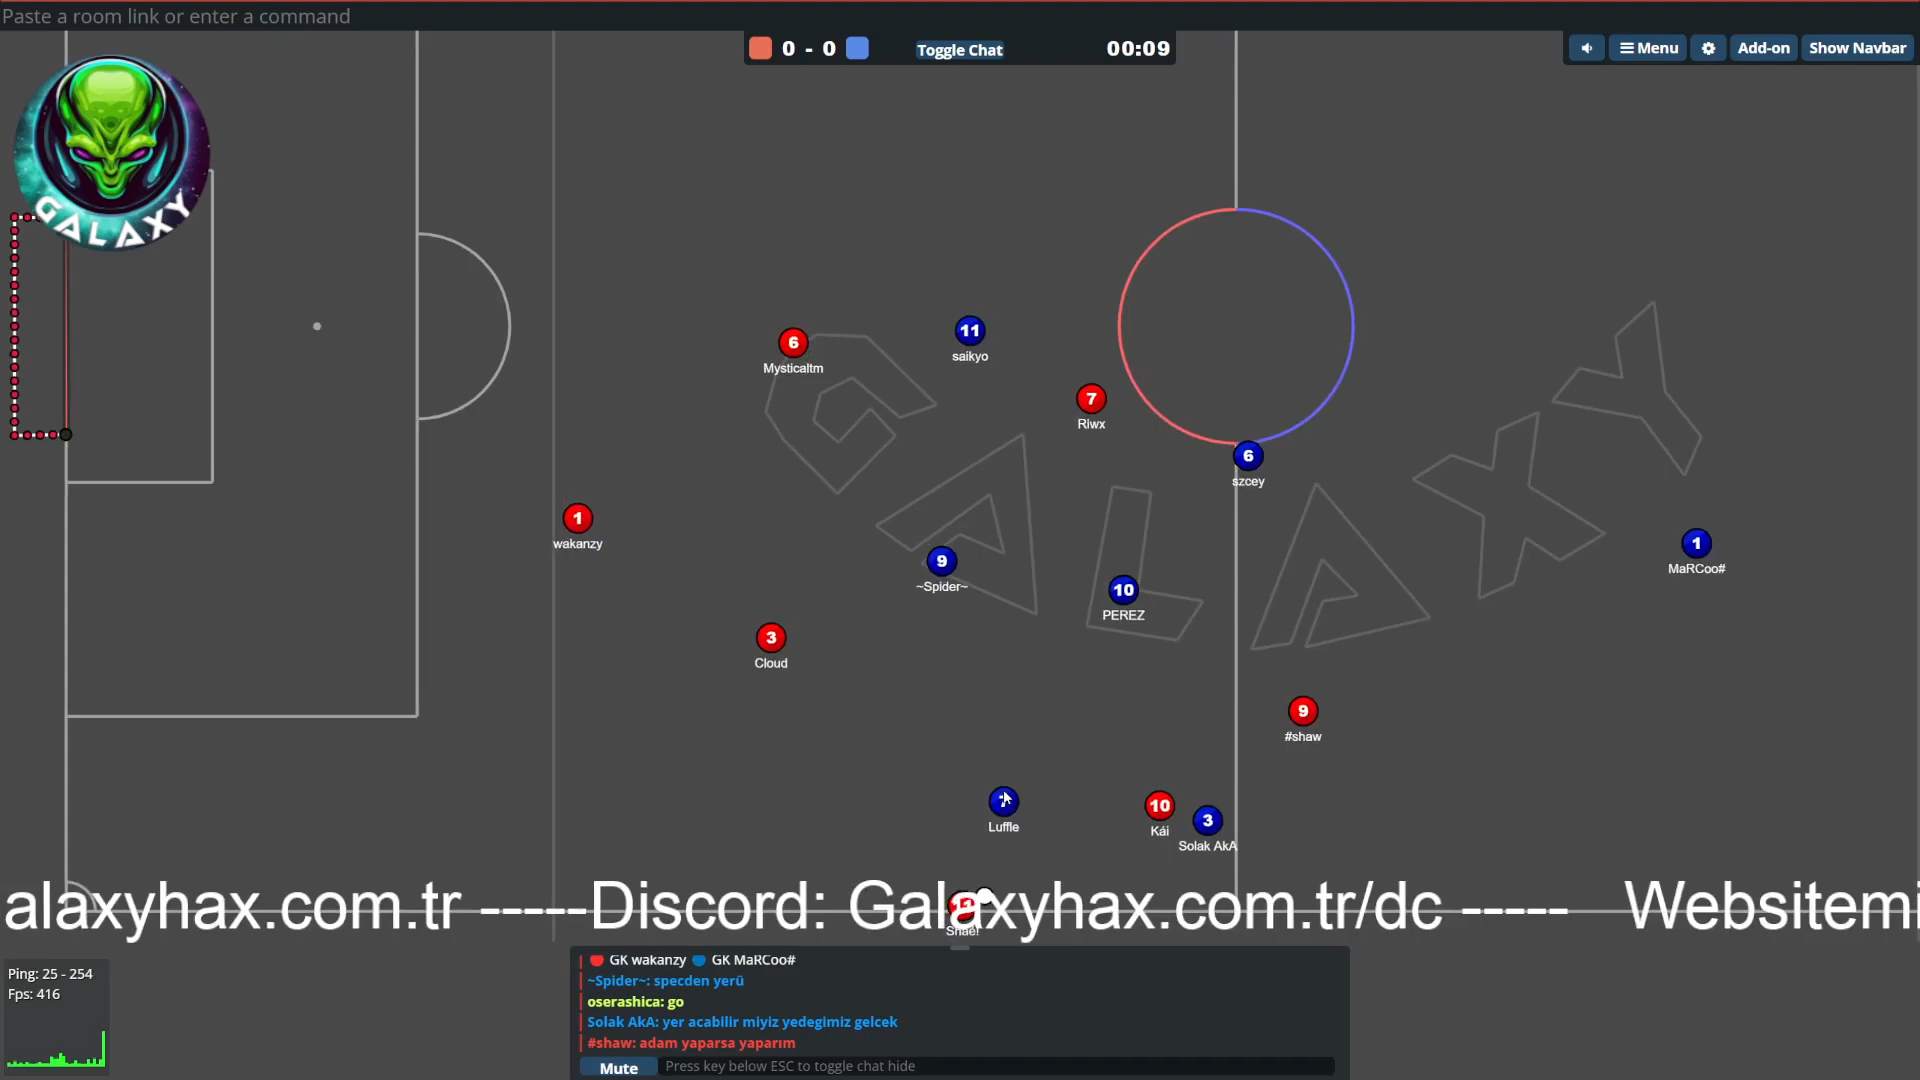 Paste a room link or enter a command
0 - 0
Toggle Chat
00:09
Menu
Add-on
Show Navbar
GALAXY
GALAXY
11
saikyo
6
Mysticaltm
7
Riwx
6
szcey
1
wakanzy
1
MaRCoo#
9
~Spider~
10
PEREZ
3
Cloud
9
#shaw
7
Luffle
10
Kái
3
Solak AkA
alaxyhax.com.tr -----Discord: Galaxyhax.com.tr/dc ----- Websitemi
Ping: 25 - 254
Fps: 416
GK wakanzy GK MaRCoo#
~Spider~: specden yerü
oserashica: go
Solak AkA: yer acabilir miyiz yedegimiz gelcek
#shaw: adam yaparsa yaparım
Mute
Press key below ESC to toggle chat hide